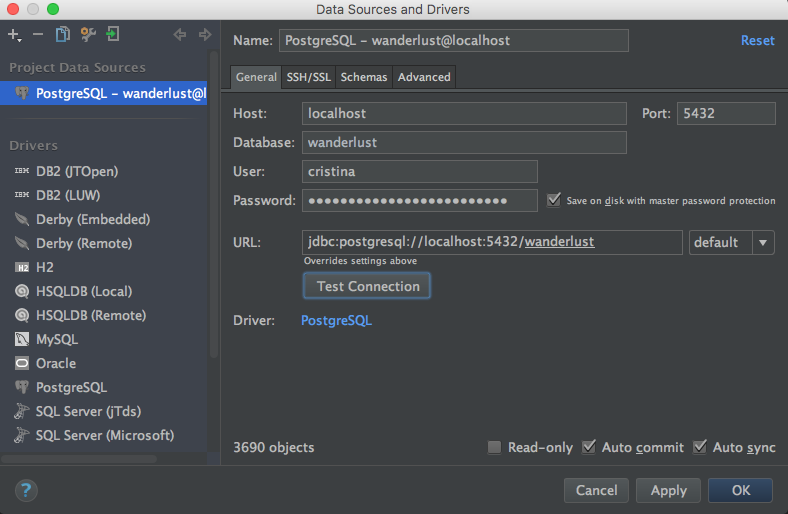 Data Sources and Drivers
Project Data Sources
PostgreSQL – wanderlust@l
Drivers
IBM DB2 (JTOpen)
IBM DB2 (LUW)
Derby (Embedded)
Derby (Remote)
H2 H2
HSQLDB (Local)
HSQLDB (Remote)
MySQL
Oracle
PostgreSQL
SQL Server (jTds)
SQL Server (Microsoft)
Name: PostgreSQL – wanderlust@localhost Reset
General SSH/SSL Schemas Advanced
Host: localhost Port: 5432
Database: wanderlust
User: cristina
Password: ●●●●●●●●●●●●●●●●●●●●●●●●● Save on disk with master password protection
URL: jdbc:postgresql://localhost:5432/wanderlust default
Overrides settings above
Test Connection
Driver: PostgreSQL
3690 objects Read-only Auto commit Auto sync
? Cancel Apply OK